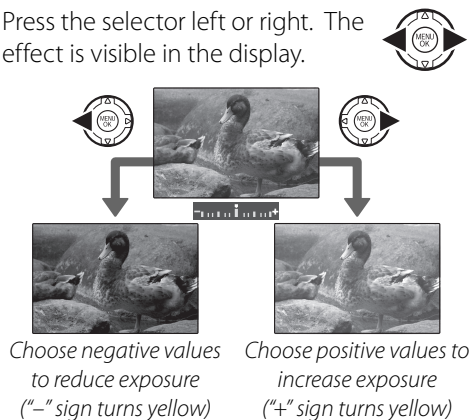 Press the selector left or right. The
effect is visible in the display.
MENU
OK
MENU
OK
MENU
OK
– +
Choose negative values
to reduce exposure
(“–” sign turns yellow)
Choose positive values to
increase exposure
(“+” sign turns yellow)